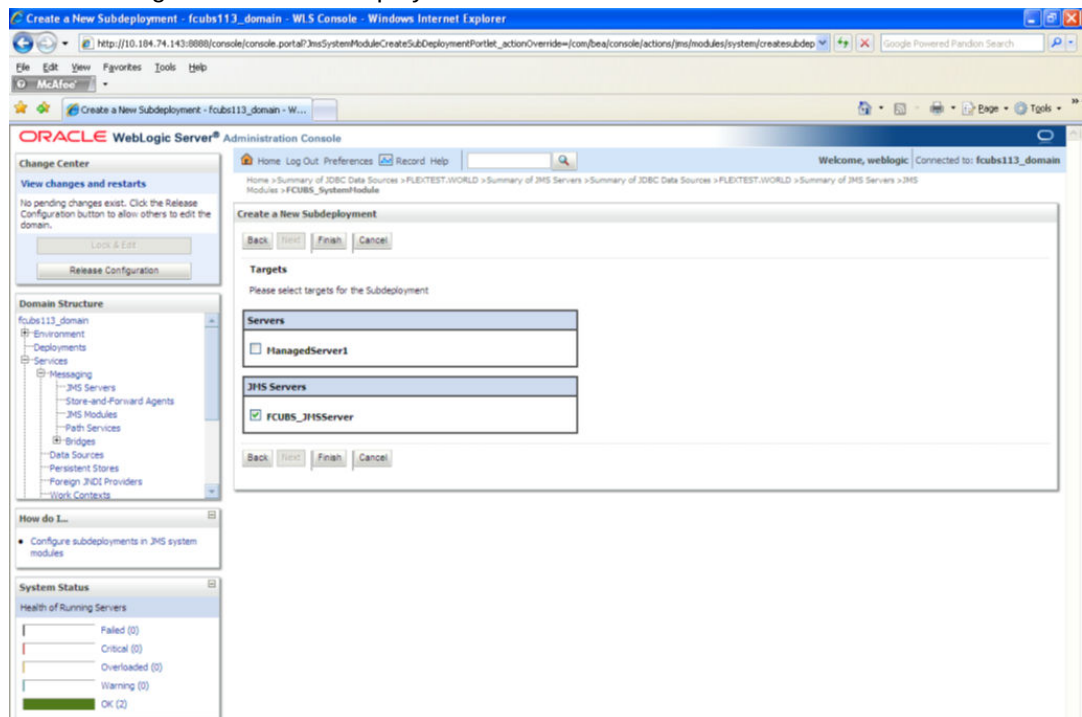 Create a New Subdeployment - fcubs113_domain - WLS Console - Windows Internet Explorer
http://10.184.74.143:8888/console/console.portal?JmsSystemModuleCreateSubDeploymentPortlet_actionOverride=/com/bea/console/actions/jms/modules/system/createsubdep
Google Powered Pandion Search
File Edit View Favorites Tools Help
McAfee
Create a New Subdeployment - fcubs113_domain - W...
Page Tools
ORACLE WebLogic Server® Administration Console
Change Center
View changes and restarts
No pending changes exist. Click the Release
Configuration button to allow others to edit the
domain.
Lock & Edit
Release Configuration
Domain Structure
fcubs113_domain
Environment
Deployments
Services
Messaging
JMS Servers
Store-and-Forward Agents
JMS Modules
Path Services
Bridges
Data Sources
Persistent Stores
Foreign JNDI Providers
Work Contexts
How do I...
Configure subdeployments in JMS system
modules
System Status
Health of Running Servers
Failed (0)
Critical (0)
Overloaded (0)
Warning (0)
OK (2)
Home Log Out Preferences Record Help
Welcome, weblogic Connected to: fcubs113_domain
Home >Summary of JDBC Data Sources >FLEXTEST.WORLD >Summary of JMS Servers >Summary of JDBC Data Sources >FLEXTEST.WORLD >Summary of JMS Servers >JMS
Modules >FCUBS_SystemModule
Create a New Subdeployment
Back Next Finish Cancel
Targets
Please select targets for the Subdeployment
Servers
ManagedServer1
JMS Servers
FCUBS_JMSServer
Back Next Finish Cancel